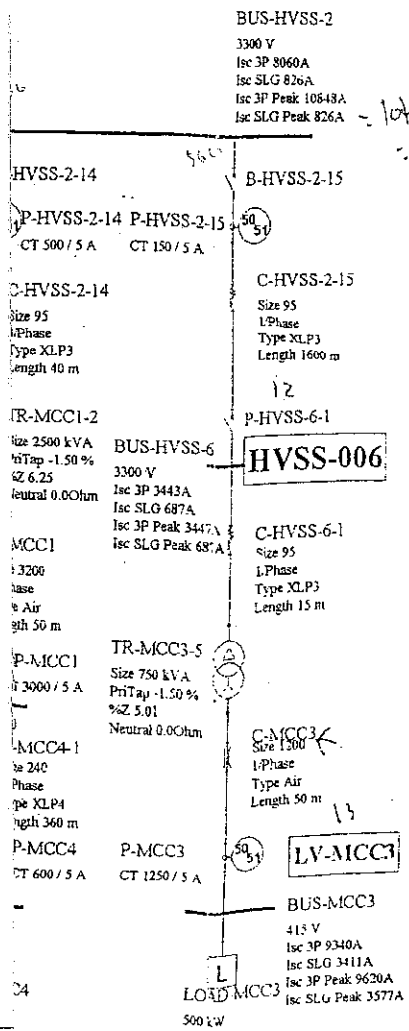 BUS-HVSS-2
3300 V
Isc 3P 8060A
Isc SLG 826A
Isc 3P Peak 10848A
Isc SLG Peak 826A
HVSS-2-14
B-HVSS-2-15
P-HVSS-2-14
P-HVSS-2-15
50
51
CT 500 / 5 A
CT 150 / 5 A
C-HVSS-2-14
Size 95
1/Phase
Type XLP3
Length 40 m
C-HVSS-2-15
Size 95
1/Phase
Type XLP3
Length 1600 m
12
TR-MCC1-2
Size 2500 kVA
PriTap -1.50 %
%Z 6.25
Neutral 0.0Ohm
P-HVSS-6-1
BUS-HVSS-6
3300 V
Isc 3P 3443A
Isc SLG 687A
Isc 3P Peak 3447A
Isc SLG Peak 687A
HVSS-006
C-HVSS-6-1
Size 95
1/Phase
Type XLP3
Length 15 m
MCC1
3200
hase
e Air
gth 50 m
TR-MCC3-5
Size 750 kVA
PriTap -1.50 %
%Z 5.01
Neutral 0.0Ohm
P-MCC1
T 3000 / 5 A
C-MCC3
Size 1200
1/Phase
Type Air
Length 50 m
13
-MCC4-1
ze 240
Phase
pe XLP4
ngth 360 m
P-MCC4
CT 600 / 5 A
P-MCC3
CT 1250 / 5 A
50
51
LV-MCC3
BUS-MCC3
415 V
Isc 3P 9340A
Isc SLG 3411A
Isc 3P Peak 9620A
Isc SLG Peak 3577A
L
C4
LOAD MCC3
500 kW